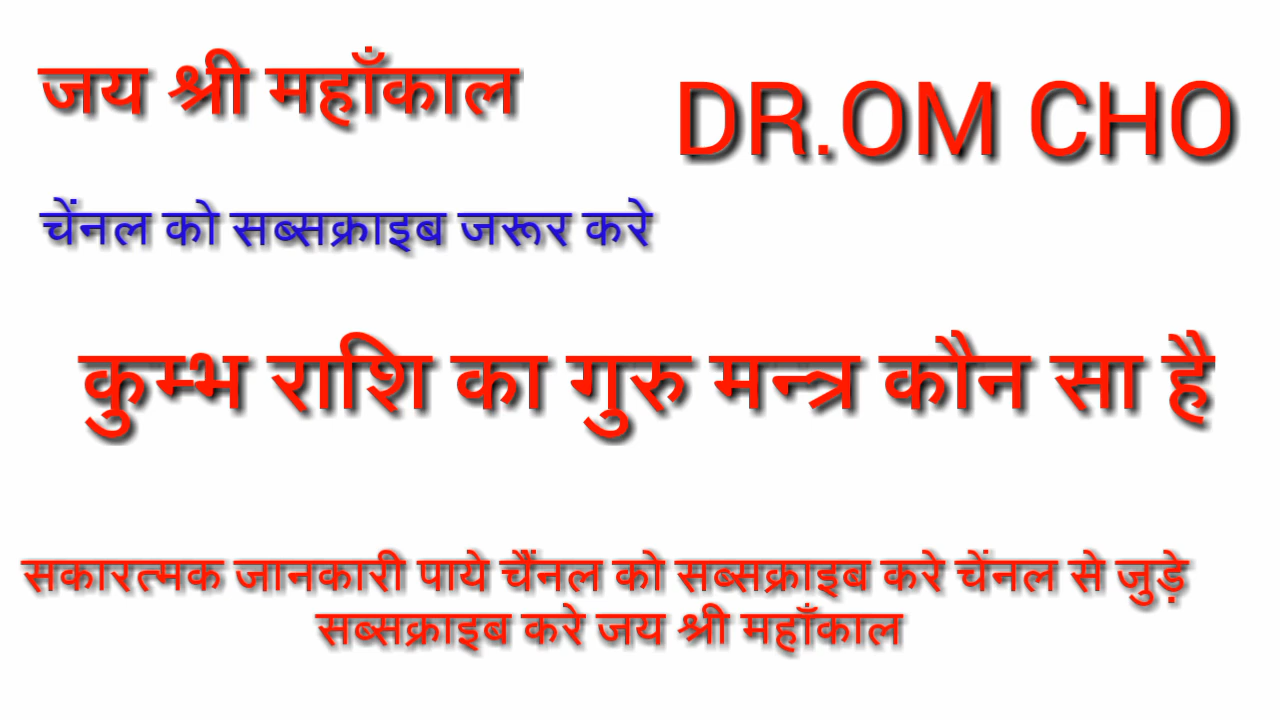 जय श्री महाँकाल
DR.OM CHO
चेंनल को सब्सक्राइब जरूर करे
कुम्भ राशि का गुरु मन्त्र कौन सा है
सकारत्मक जानकारी पाये चैंनल को सब्सक्राइब करे चेंनल से जुड़े
सब्सक्राइब करे जय श्री महाँकाल